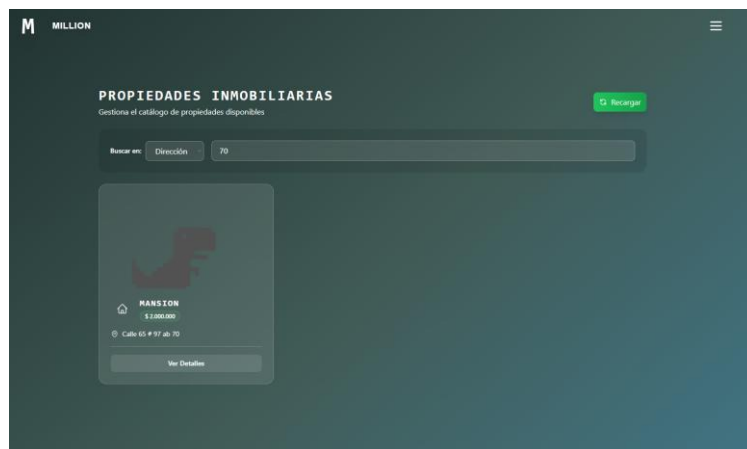 M MILLION
PROPIEDADES INMOBILIARIAS
Gestiona el catálogo de propiedades disponibles
Recargar
Buscar en: Dirección 70
MANSION
$ 2.000.000
Calle 65 # 97 ab 70
Ver Detalles